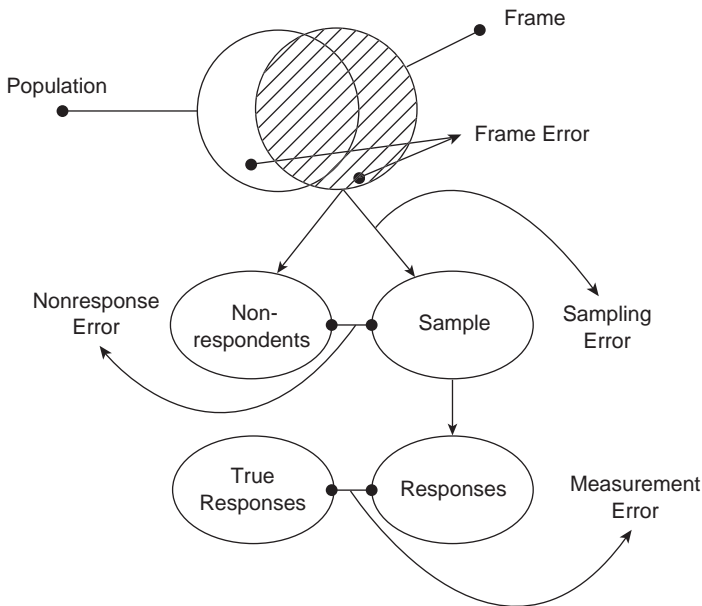 Frame
Population
Frame Error
Nonresponse
Error
Non-
respondents
Sample
Sampling
Error
True
Responses
Responses
Measurement
Error